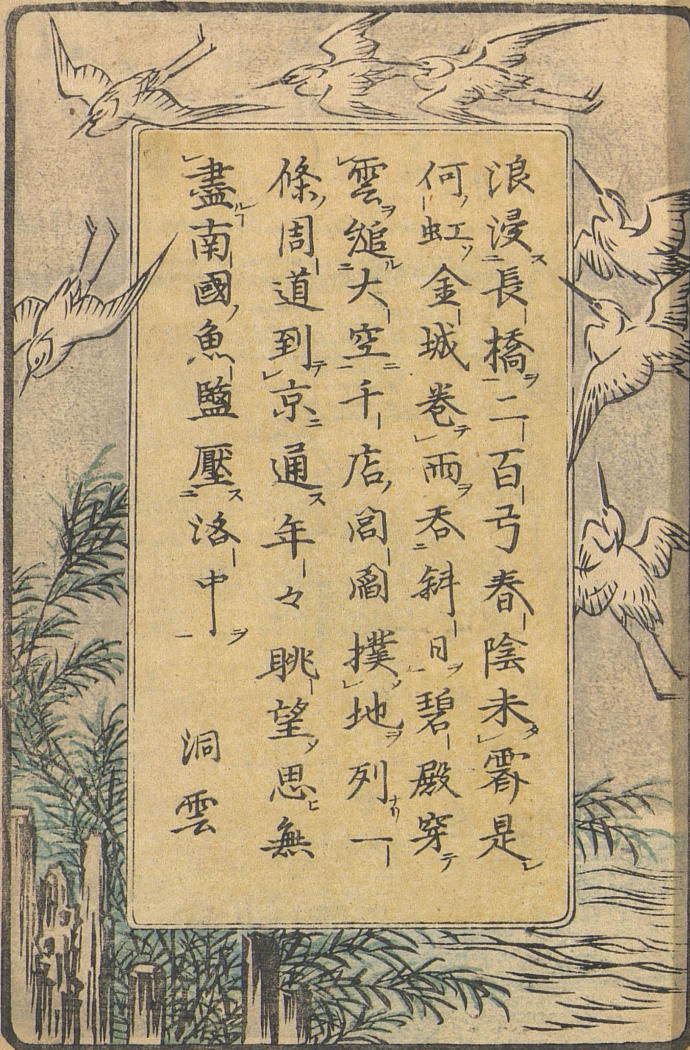 浪浸長橋二百弓春陰未霽是
何虹金城卷雨呑斜日碧殿穿
雲縋大空千店閭閻撲地列一
條周道到京通年々眺望思無
盡南國魚鹽壓洛中
洞雲